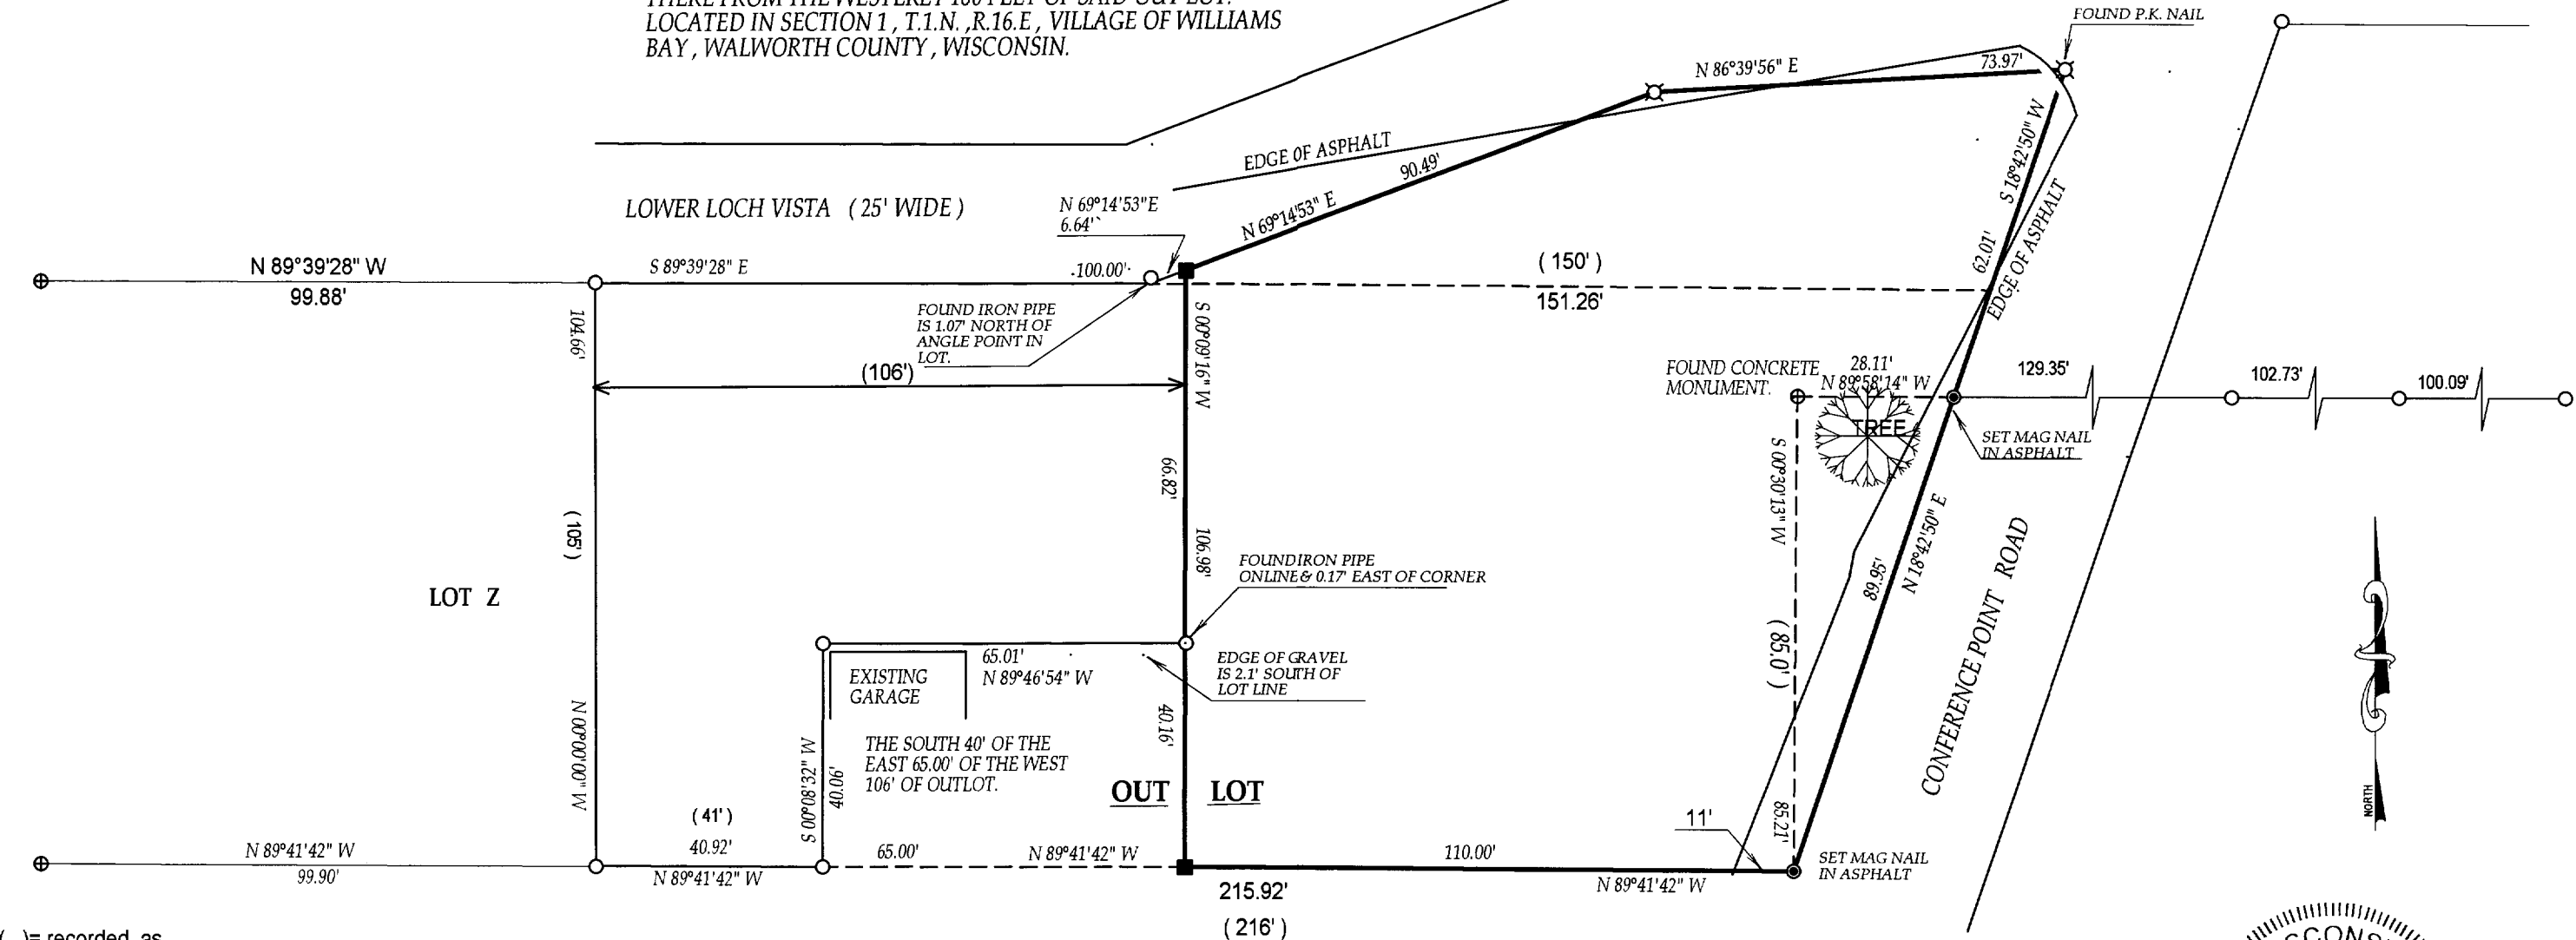 LOCATED IN SECTION 1 , T.1.N. ,R.16.E , VILLAGE OF WILLIAMS
BAY , WALWORTH COUNTY , WISCONSIN.
FOUND P.K. NAIL
N 86°39'56" E
73.97'
EDGE OF ASPHALT
90.49'
S 18°42'50" W
LOWER LOCH VISTA ( 25' WIDE )
N 69°14'53"E
6.64'
N 69°14'53" E
62.01'
EDGE OF ASPHALT
N 89°39'28" W
99.88'
S 89°39'28" E
100.00'
( 150' )
151.26'
FOUND IRON PIPE
IS 1.07' NORTH OF
ANGLE POINT IN
LOT.
104.66'
S 00°09'16" W
(106')
FOUND CONCRETE
MONUMENT.
28.11'
N 89°58'14" W
129.35'
102.73'
100.09'
TREE
SET MAG NAIL
IN ASPHALT
S 00°30'13" W
66.82'
( 105' )
106.98'
N 18°42'50" E
89.95'
CONFERENCE POINT ROAD
FOUND IRON PIPE
ONLINE & 0.17' EAST OF CORNER
LOT Z
65.01'
N 89°46'54" W
EDGE OF GRAVEL
IS 2.1' SOUTH OF
LOT LINE
EXISTING
GARAGE
( 85.0' )
N 00°00'00" W
40.16'
S 00°08'32" W
40.06'
THE SOUTH 40' OF THE
EAST 65.00' OF THE WEST
106' OF OUTLOT.
OUT LOT
NORTH
( 41' )
40.92'
N 89°41'42" W
11'
85.21'
N 89°41'42" W
99.90'
65.00'
N 89°41'42" W
110.00'
N 89°41'42" W
SET MAG NAIL
IN ASPHALT
215.92'
( 216' )
( )= recorded as